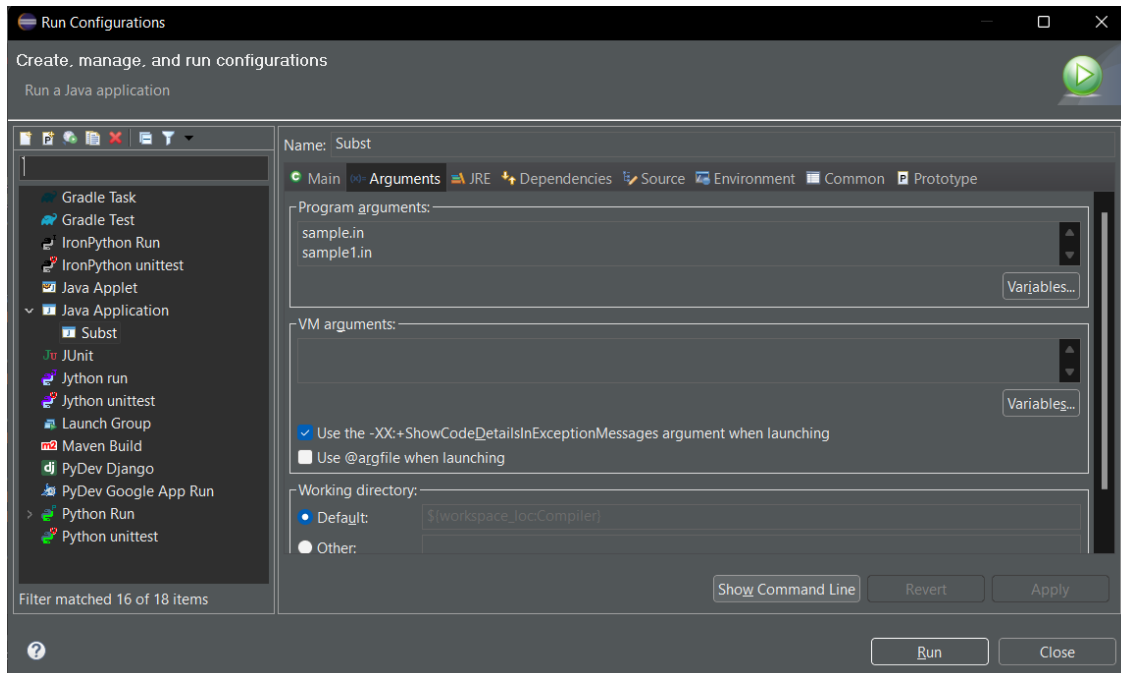 Run Configurations
Create, manage, and run configurations
Run a Java application
Name: Subst
Main Arguments JRE Dependencies Source Environment Common Prototype
Gradle Task
Gradle Test
IronPython Run
IronPython unittest
Java Applet
Java Application
Subst
JUnit
Jython run
Jython unittest
Launch Group
Maven Build
PyDev Django
PyDev Google App Run
Python Run
Python unittest
Filter matched 16 of 18 items
Program arguments:
sample.in
sample1.in
Variables...
VM arguments:
Variables...
Use the -XX:+ShowCodeDetailsInExceptionMessages argument when launching
Use @argfile when launching
Working directory:
Default: ${workspace_loc:Compiler}
Other:
Show Command Line Revert Apply
Run Close